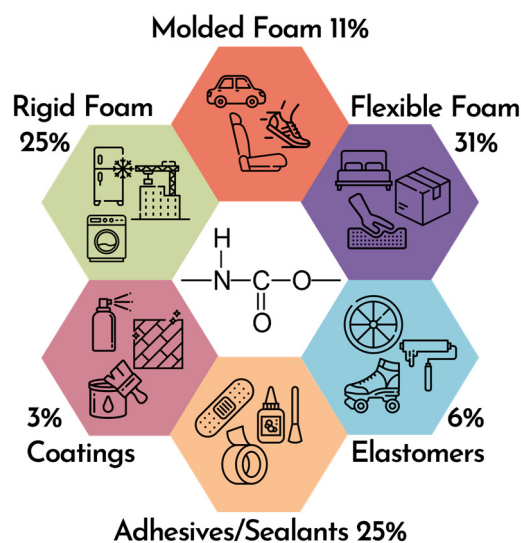 Molded Foam 11%
Rigid Foam
25%
Flexible Foam
31%
H
N C O
O
3%
Coatings
6%
Elastomers
Adhesives/Sealants 25%